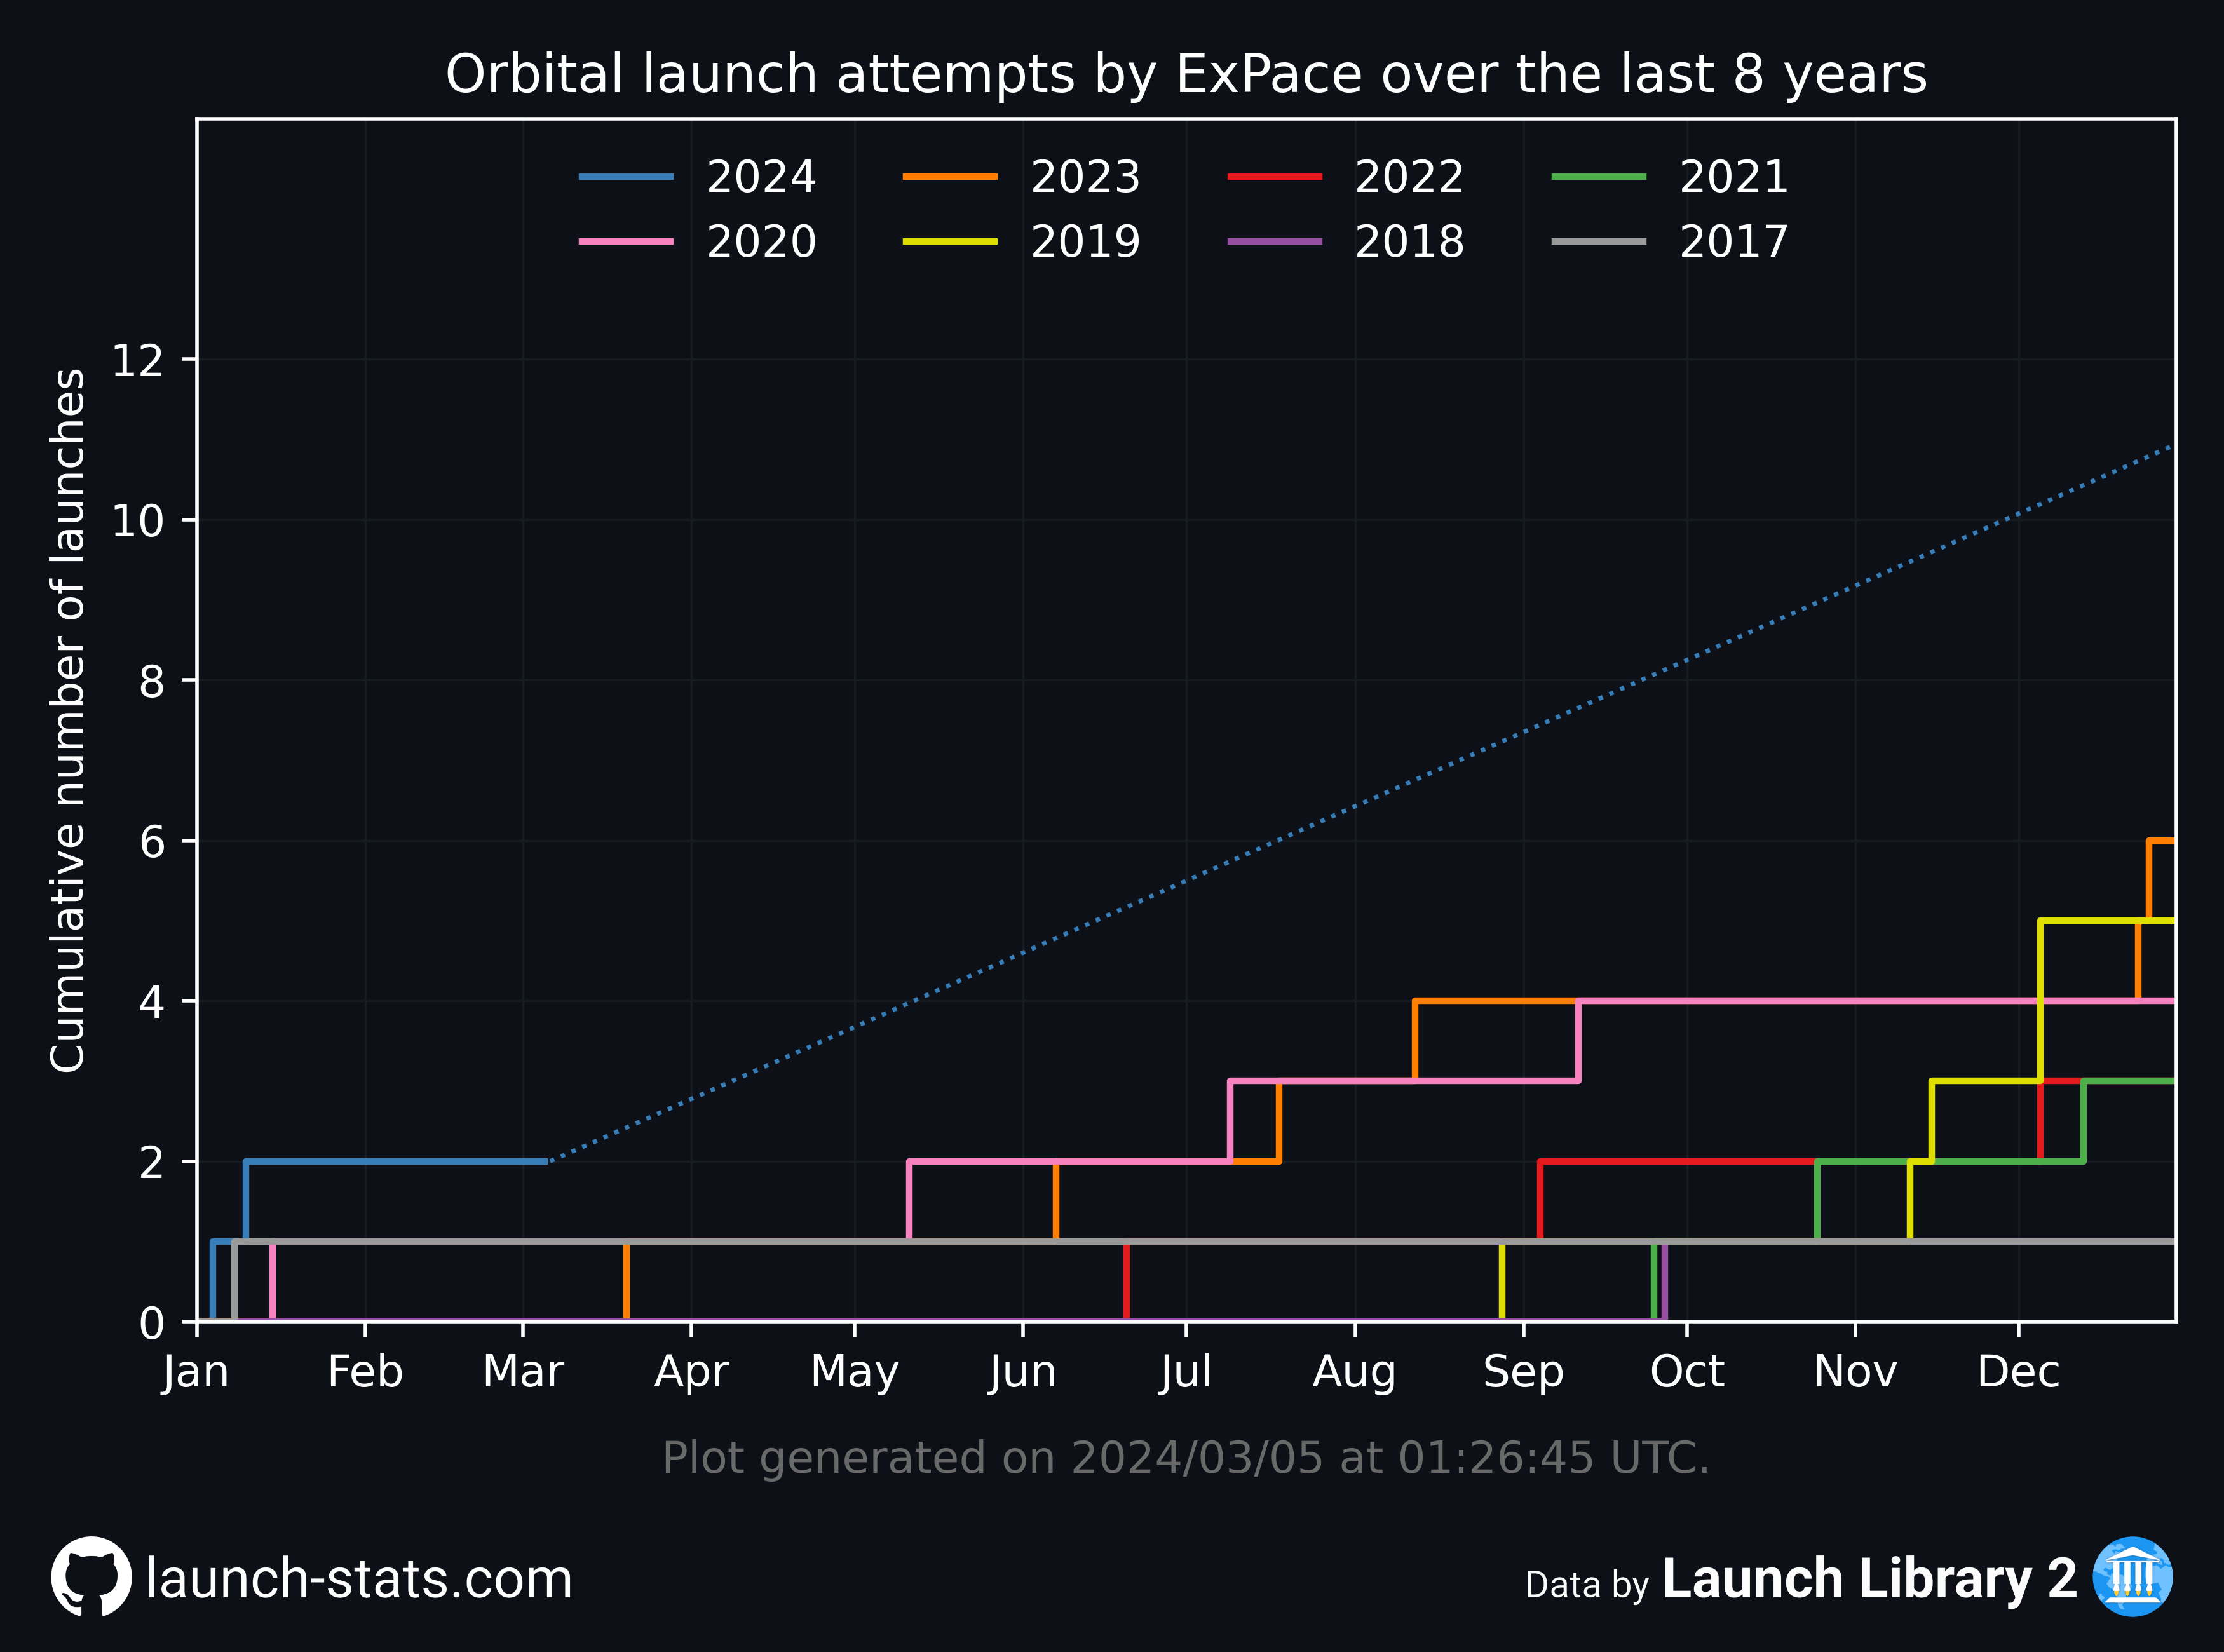 Orbital launch attempts by ExPace over the last 8 years
2024 2023 2022 2021
2020 2019 2018 2017
Cumulative number of launches
12
10
8
6
4
2
0
Jan Feb Mar Apr May Jun Jul Aug Sep Oct Nov Dec
Plot generated on 2024/03/05 at 01:26:45 UTC.
launch-stats.com
Data by Launch Library 2